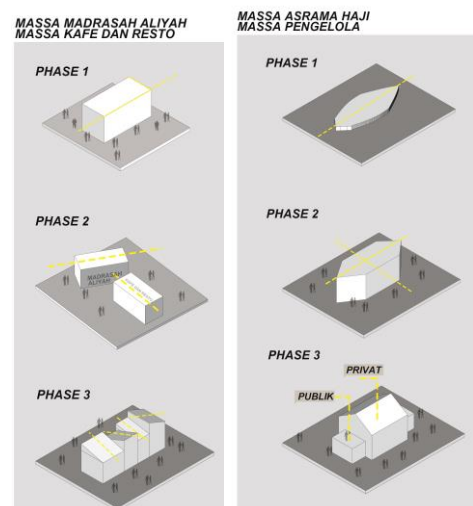 MASSA MADRASAH ALIYAH
MASSA KAFE DAN RESTO
PHASE 1
PHASE 2
MADRASAH
ALIYAH
PHASE 3
MASSA ASRAMA HAJI
MASSA PENGELOLA
PHASE 1
PHASE 2
PHASE 3
PRIVAT
PUBLIK